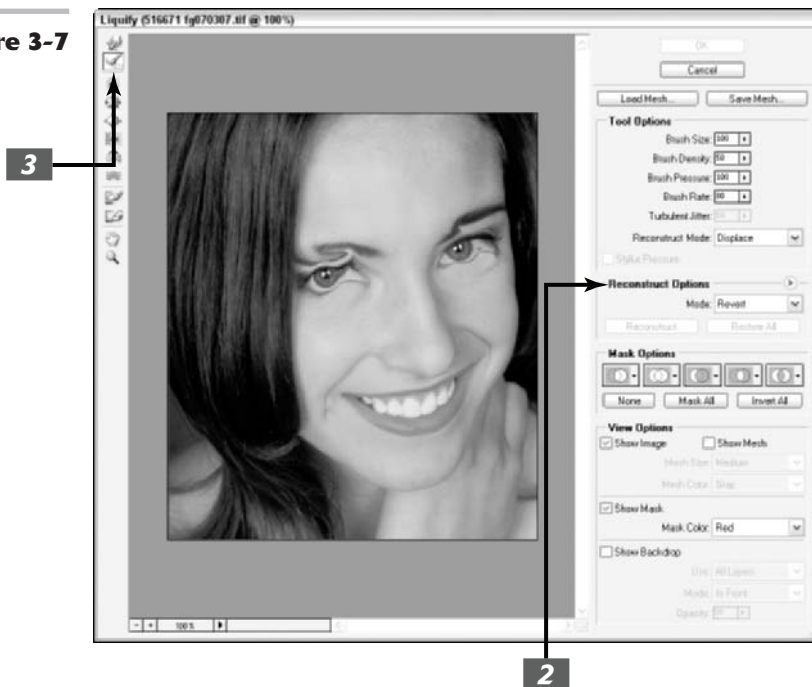 re 3-7
Liquify (516671 fg070307.tif @ 100%)
OK
Cancel
Load Mesh... Save Mesh...
Tool Options
Brush Size: 100
Brush Density: 50
Brush Pressure: 100
Brush Rate: 80
Turbulent Jitter:
Reconstruct Mode: Displace
Stylus Pressure
Reconstruct Options
Mode: Revert
Reconstruct Restore All
Mask Options
None Mask All Invert All
View Options
Show Image Show Mesh
Mesh Size: Medium
Mesh Color: Gray
Show Mask
Mask Color: Red
Show Backdrop
Use: All Layers
Mode: In Front
Opacity:
100%
3
2